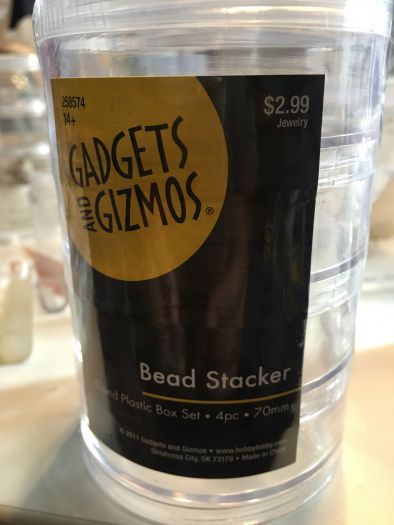 258574
14+
$2.99
Jewelry
GADGETS
AND
GIZMOS®
Bead Stacker
Plastic Box Set • 4pc • 70mm
© 2011 Gadgets and Gizmos • www.hobbylobby.com
Oklahoma City, OK 73179 • Made in China